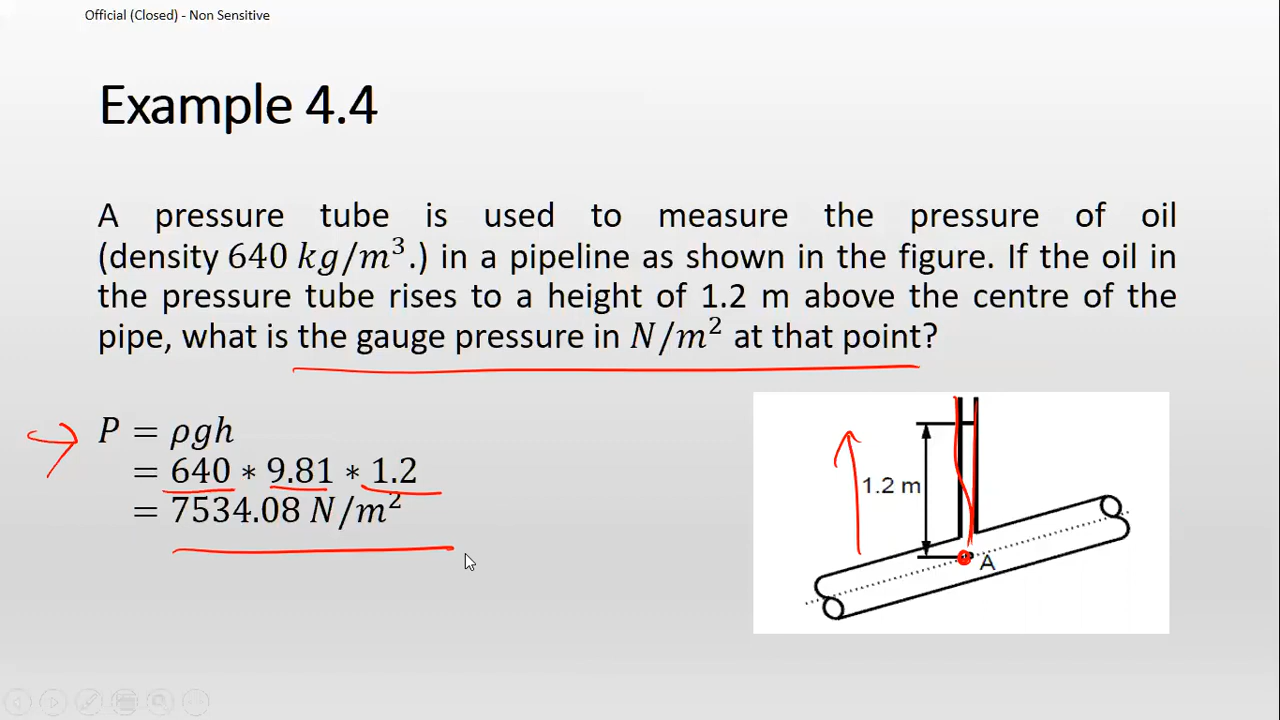 Official (Closed) - Non Sensitive
Example 4.4
A pressure tube is used to measure the pressure of oil
(density 640 kg/m³.) in a pipeline as shown in the figure. If the oil in
the pressure tube rises to a height of 1.2 m above the centre of the
pipe, what is the gauge pressure in N/m² at that point?
P = ρgh
= 640 ∗ 9.81 ∗ 1.2
= 7534.08 N/m²
1.2 m
A